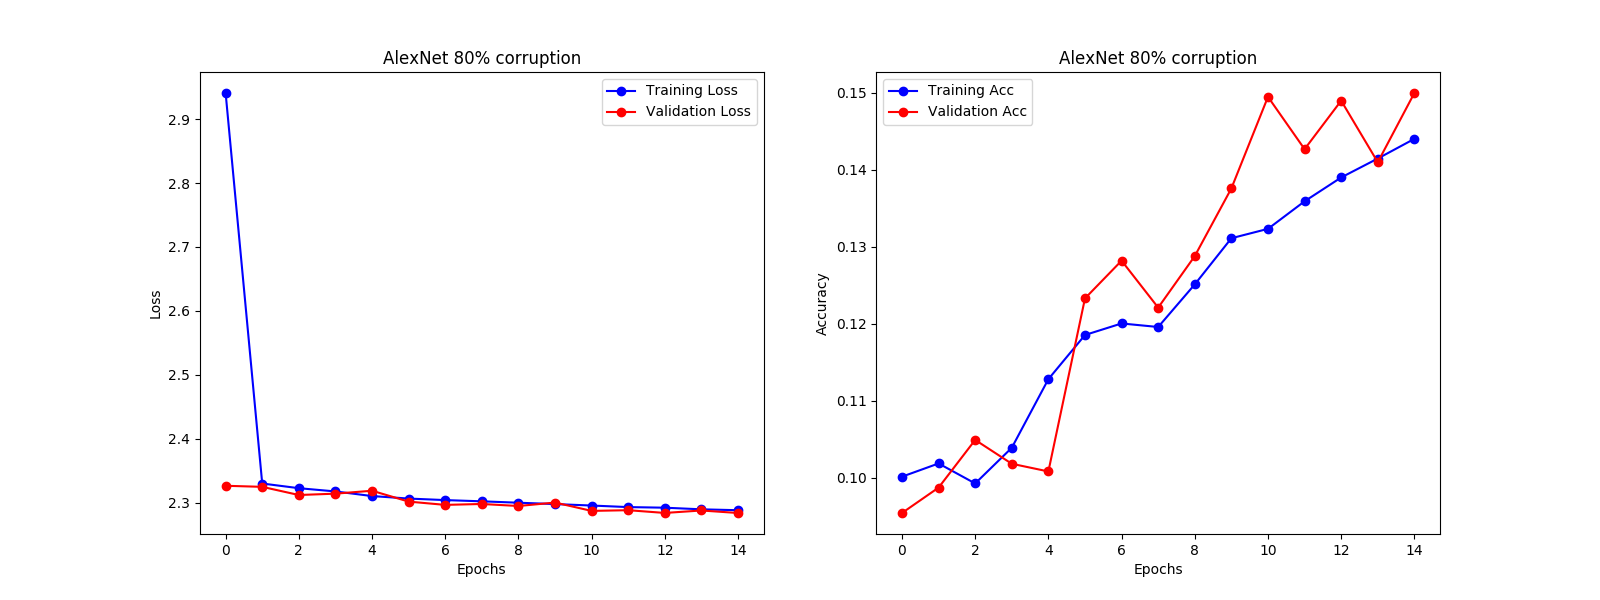 AlexNet 80% corruption
Training Loss
Validation Loss
2.9
2.8
2.7
2.6
2.5
2.4
2.3
Loss
0 2 4 6 8 10 12 14
Epochs
AlexNet 80% corruption
Training Acc
Validation Acc
0.15
0.14
0.13
0.12
0.11
0.10
Accuracy
0 2 4 6 8 10 12 14
Epochs